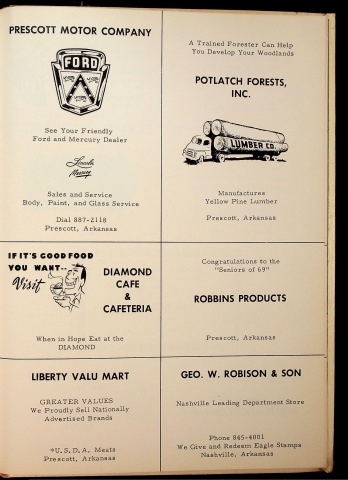 PRESCOTT MOTOR COMPANY
FORD
See Your Friendly
Ford and Mercury Dealer
Lincoln
Mercury
Sales and Service
Body, Paint, and Glass Service
Dial 887-2118
Prescott, Arkansas
A Trained Forester Can Help
You Develop Your Woodlands
POTLATCH FORESTS,
INC.
LUMBER CO.
Manufactures
Yellow Pine Lumber
Prescott, Arkansas
IF IT'S GOOD FOOD
YOU WANT--
Visit
DIAMOND
CAFE
&
CAFETERIA
When in Hope Eat at the
DIAMOND
Congratulations to the
"Seniors of 69"
ROBBINS PRODUCTS
Prescott, Arkansas
LIBERTY VALU MART
GREATER VALUES
We Proudly Sell Nationally
Advertised Brands
*U.S.D.A. Meats
Prescott, Arkansas
GEO. W. ROBISON & SON
Nashville Leading Department Store
Phone 845-4001
We Give and Redeem Eagle Stamps
Nashville, Arkansas